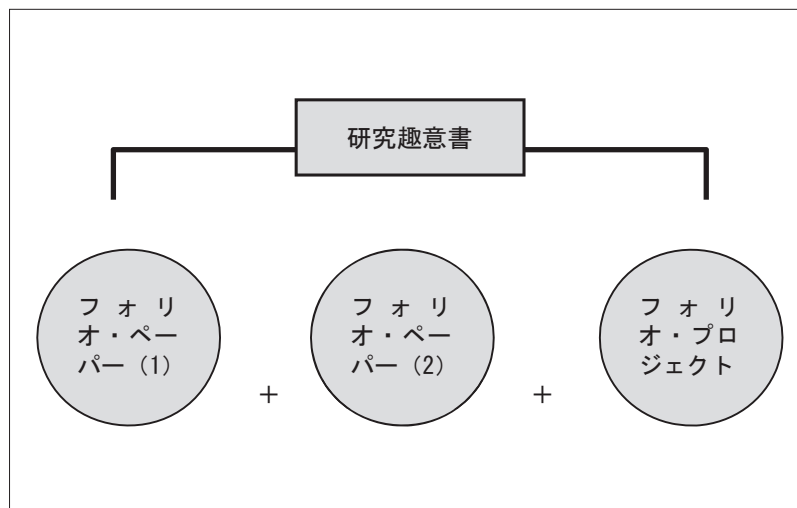 研究趣意書
フォリ
オ・ペー
パー（1）
フォリ
オ・ペー
パー（2）
フォリ
オ・プロ
ジェクト
+
+